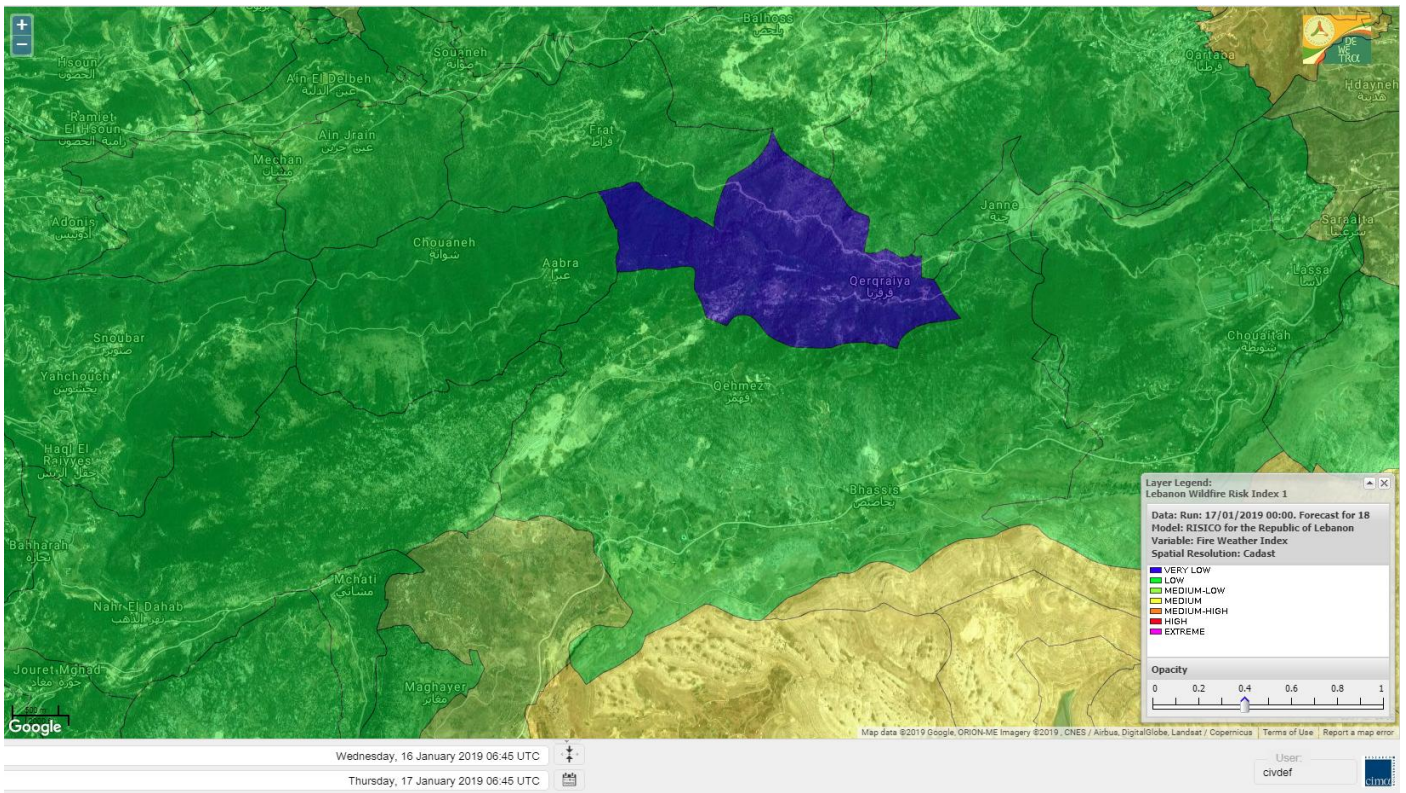 +
−
Balhoss
بلحص
DE
WE
TRα
Souaneh
صوانة
Qartaba
قرطبا
Hsoun
الحصون
Ain El Delbeh
عين الدلبة
Hdayneh
هدينة
Ramiet
El Hsoun
رامية الحصون
Ain Jrain
عين جرين
Frat
فراط
Mechan
مشان
Janne
جنة
Adonis
أدونيس
Saraaita
سرعيتا
Chouaneh
شوانة
Aabra
عبرا
Qerqraiya
قرقريا
Lassa
لاسا
Snoubar
صنوبر
Chouaitah
شويطة
Yahchouch
يحشوش
Qehmez
قهمز
Haql El
Raiyyes
حقل الريس
Bhassis
Bahharah
بحارة
Mchati
مشاتي
Nahr El Dahab
نهر الذهب
Jouret Mohad
Maghayer
مغاير
Layer Legend:
Lebanon Wildfire Risk Index 1
Data: Run: 17/01/2019 00:00. Forecast for 18
Model: RISICO for the Republic of Lebanon
Variable: Fire Weather Index
Spatial Resolution: Cadast
VERY LOW
LOW
MEDIUM-LOW
MEDIUM
MEDIUM-HIGH
HIGH
EXTREME
Opacity
0 0.2 0.4 0.6 0.8 1
Google
Map data ©2019 Google, ORION-ME Imagery ©2019 , CNES / Airbus, DigitalGlobe, Landsat / Copernicus Terms of Use Report a map error
Wednesday, 16 January 2019 06:45 UTC
Thursday, 17 January 2019 06:45 UTC
User:
civdef
cima